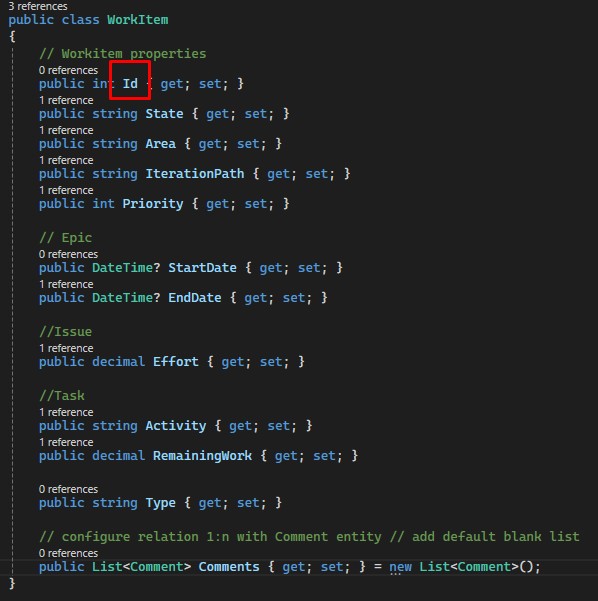 3 references
public class WorkItem
{
// Workitem properties
0 references
public int Id { get; set; }
1 reference
public string State { get; set; }
1 reference
public string Area { get; set; }
1 reference
public string IterationPath { get; set; }
1 reference
public int Priority { get; set; }
// Epic
0 references
public DateTime? StartDate { get; set; }
1 reference
public DateTime? EndDate { get; set; }
//Issue
1 reference
public decimal Effort { get; set; }
//Task
1 reference
public string Activity { get; set; }
1 reference
public decimal RemainingWork { get; set; }
0 references
public string Type { get; set; }
// configure relation 1:n with Comment entity // add default blank list
0 references
public List<Comment> Comments { get; set; } = new List<Comment>();
}